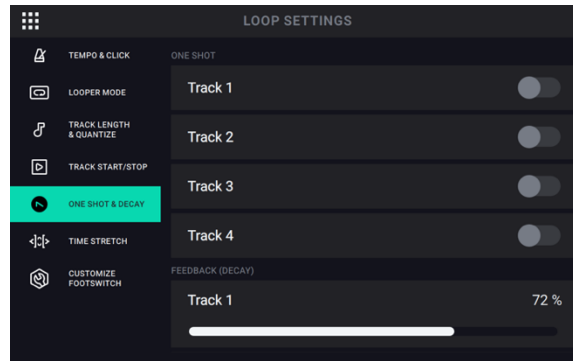 LOOP SETTINGS
TEMPO & CLICK
LOOPER MODE
TRACK LENGTH
& QUANTIZE
TRACK START/STOP
ONE SHOT & DECAY
TIME STRETCH
CUSTOMIZE
FOOTSWITCH
ONE SHOT
Track 1
Track 2
Track 3
Track 4
FEEDBACK (DECAY)
Track 1 72 %